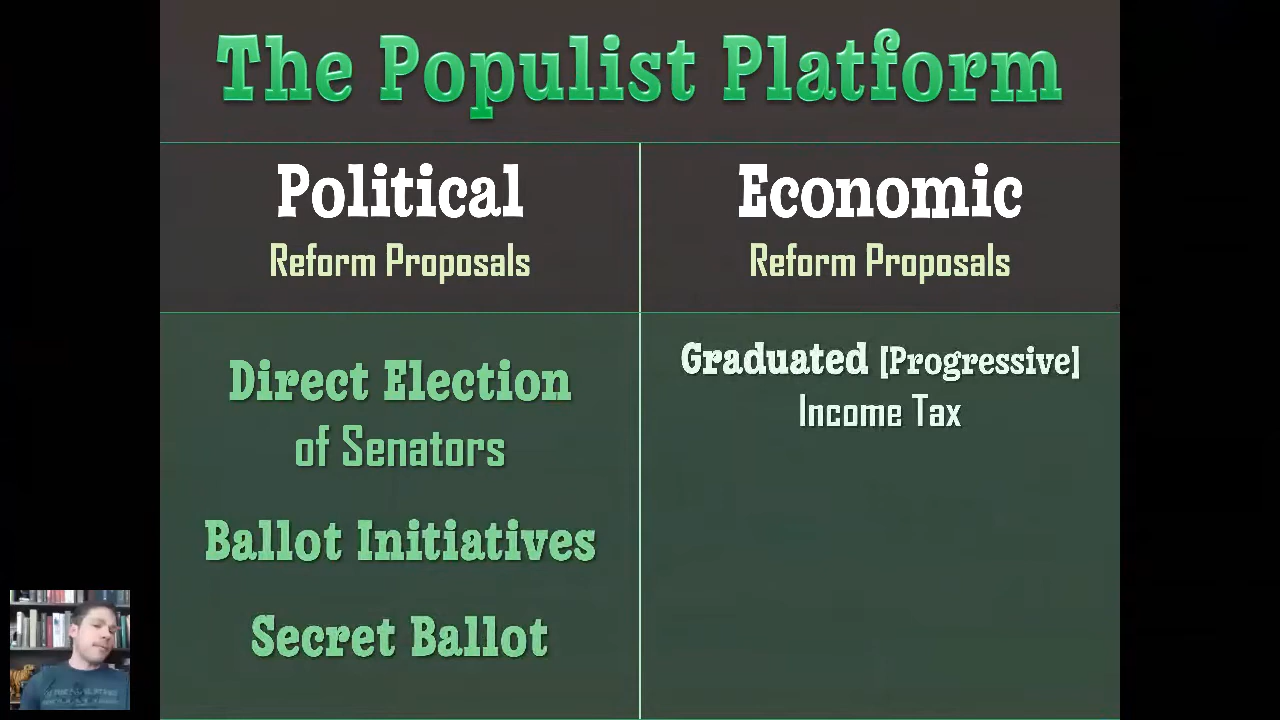 The Populist Platform
Political
Reform Proposals
Economic
Reform Proposals
Direct Election
of Senators
Ballot Initiatives
Secret Ballot
Graduated [Progressive]
Income Tax